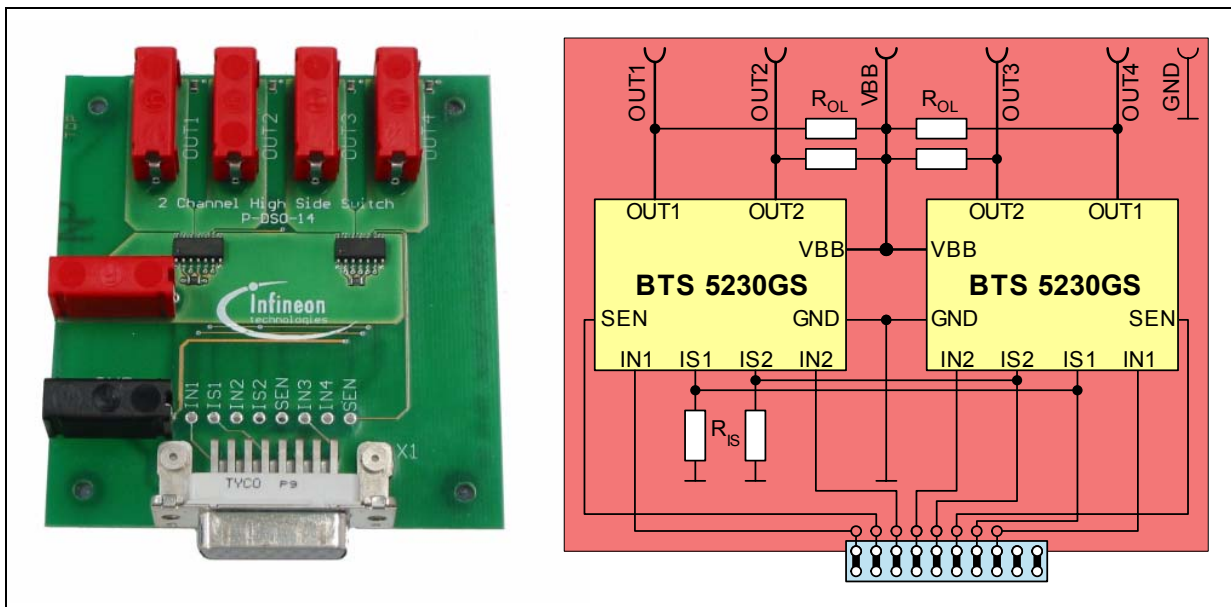 OUT1
OUT2
OUT3
OUT4
2 Channel High Side Switch
P-DSO-14
Infineon
technologies
IN1
IS1
IN2
IS2
SEN
IN3
IN4
SEN
X1
TYCO P9
OUT1
OUT2
VBB
OUT3
OUT4
GND
ROL
ROL
OUT1
OUT2
OUT2
OUT1
VBB
VBB
BTS 5230GS
BTS 5230GS
SEN
GND
GND
SEN
IN1
IS1
IS2
IN2
IN2
IS2
IS1
IN1
RIS